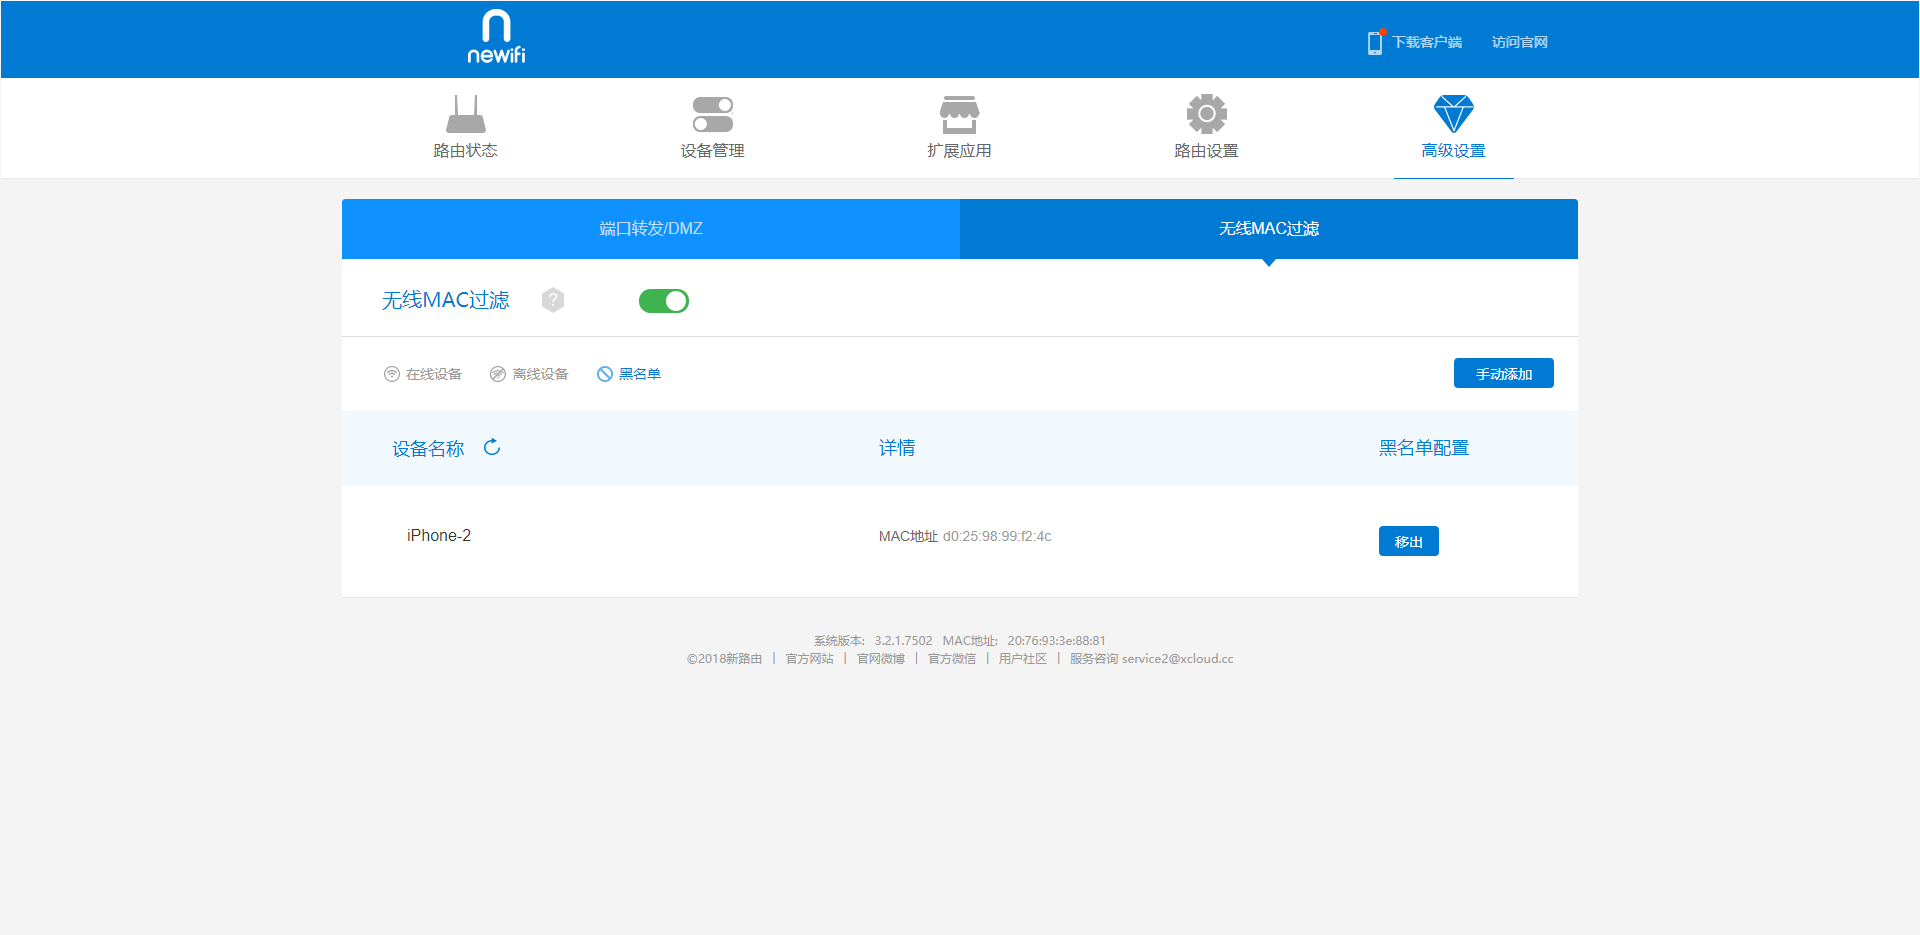 newifi
下载客户端 访问官网
路由状态 设备管理 扩展应用 路由设置 高级设置
端口转发/DMZ 无线MAC过滤
无线MAC过滤 ?
在线设备 离线设备 黑名单 手动添加
设备名称 详情 黑名单配置
iPhone-2 MAC地址 d0:25:98:99:f2:4c 移出
系统版本: 3.2.1.7502 MAC地址: 20:76:93:3e:88:81
©2018新路由 | 官方网站 | 官网微博 | 官方微信 | 用户社区 | 服务咨询 service2@xcloud.cc